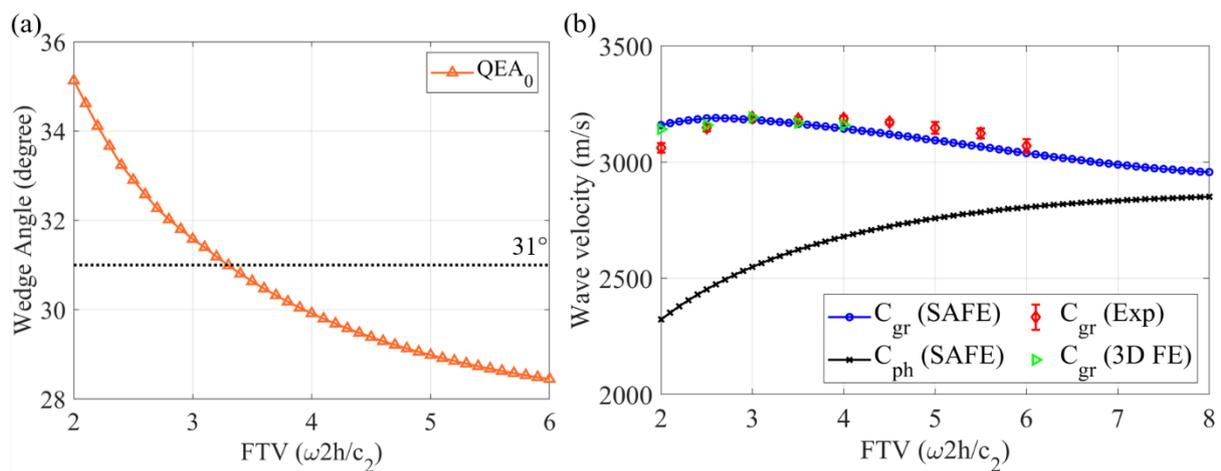 (a)
36
34
32
30
28
Wedge Angle (degree)
QEA0
31°
2 3 4 5 6
FTV (ω2h/c2)
(b)
3500
3000
2500
2000
Wave velocity (m/s)
Cgr (SAFE) Cgr (Exp)
Cph (SAFE) Cgr (3D FE)
2 3 4 5 6 7 8
FTV (ω2h/c2)